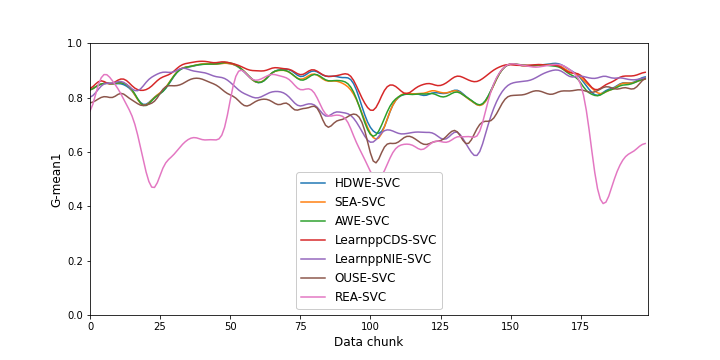 1.0
0.8
0.6
0.4
0.2
0.0
G-mean1
HDWE-SVC
SEA-SVC
AWE-SVC
LearnppCDS-SVC
LearnppNIE-SVC
OUSE-SVC
REA-SVC
0 25 50 75 100 125 150 175
Data chunk